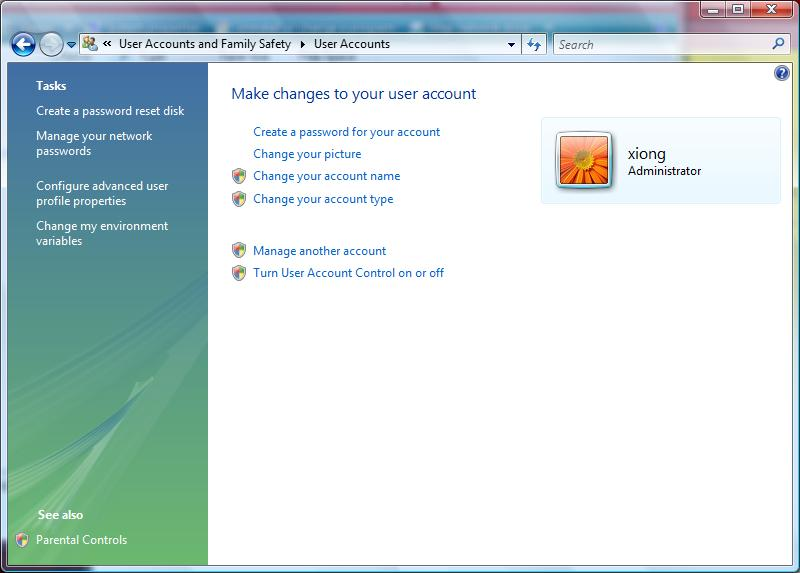 « User Accounts and Family Safety User Accounts
Search
Tasks
Create a password reset disk
Manage your network
passwords
Configure advanced user
profile properties
Change my environment
variables
See also
Parental Controls
Make changes to your user account
Create a password for your account
Change your picture
Change your account name
Change your account type
Manage another account
Turn User Account Control on or off
xiong
Administrator